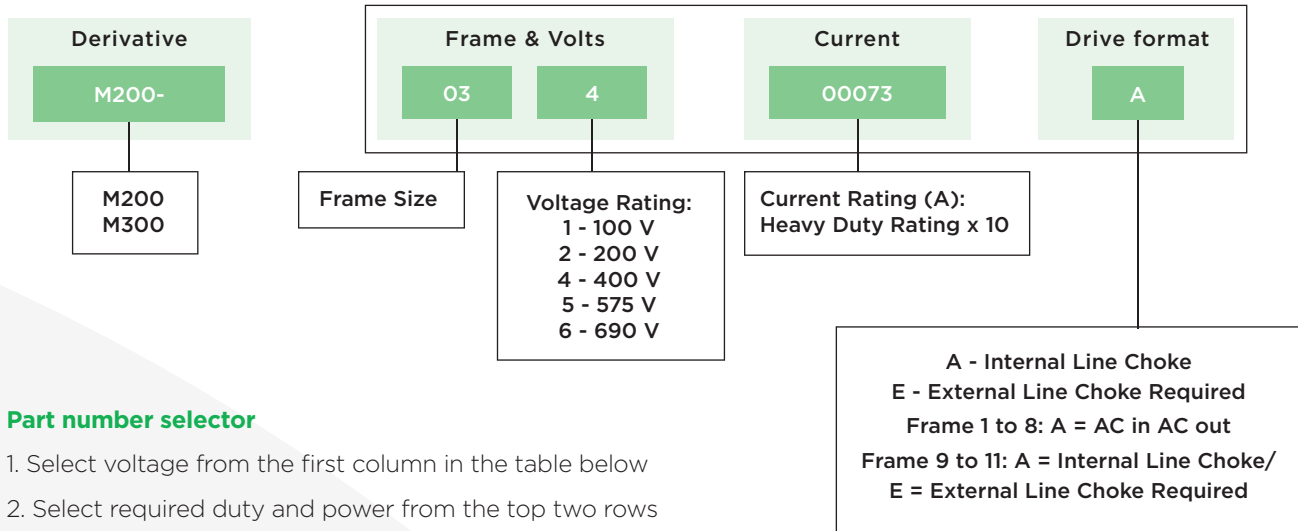 Derivative
Frame & Volts
Current
Drive format
M200-
03
4
00073
A
M200
M300
Frame Size
Voltage Rating:
1 - 100 V
2 - 200 V
4 - 400 V
5 - 575 V
6 - 690 V
Current Rating (A):
Heavy Duty Rating x 10
A - Internal Line Choke
E - External Line Choke Required
Frame 1 to 8: A = AC in AC out
Frame 9 to 11: A = Internal Line Choke/
E = External Line Choke Required
Part number selector
1. Select voltage from the first column in the table below
2. Select required duty and power from the top two rows